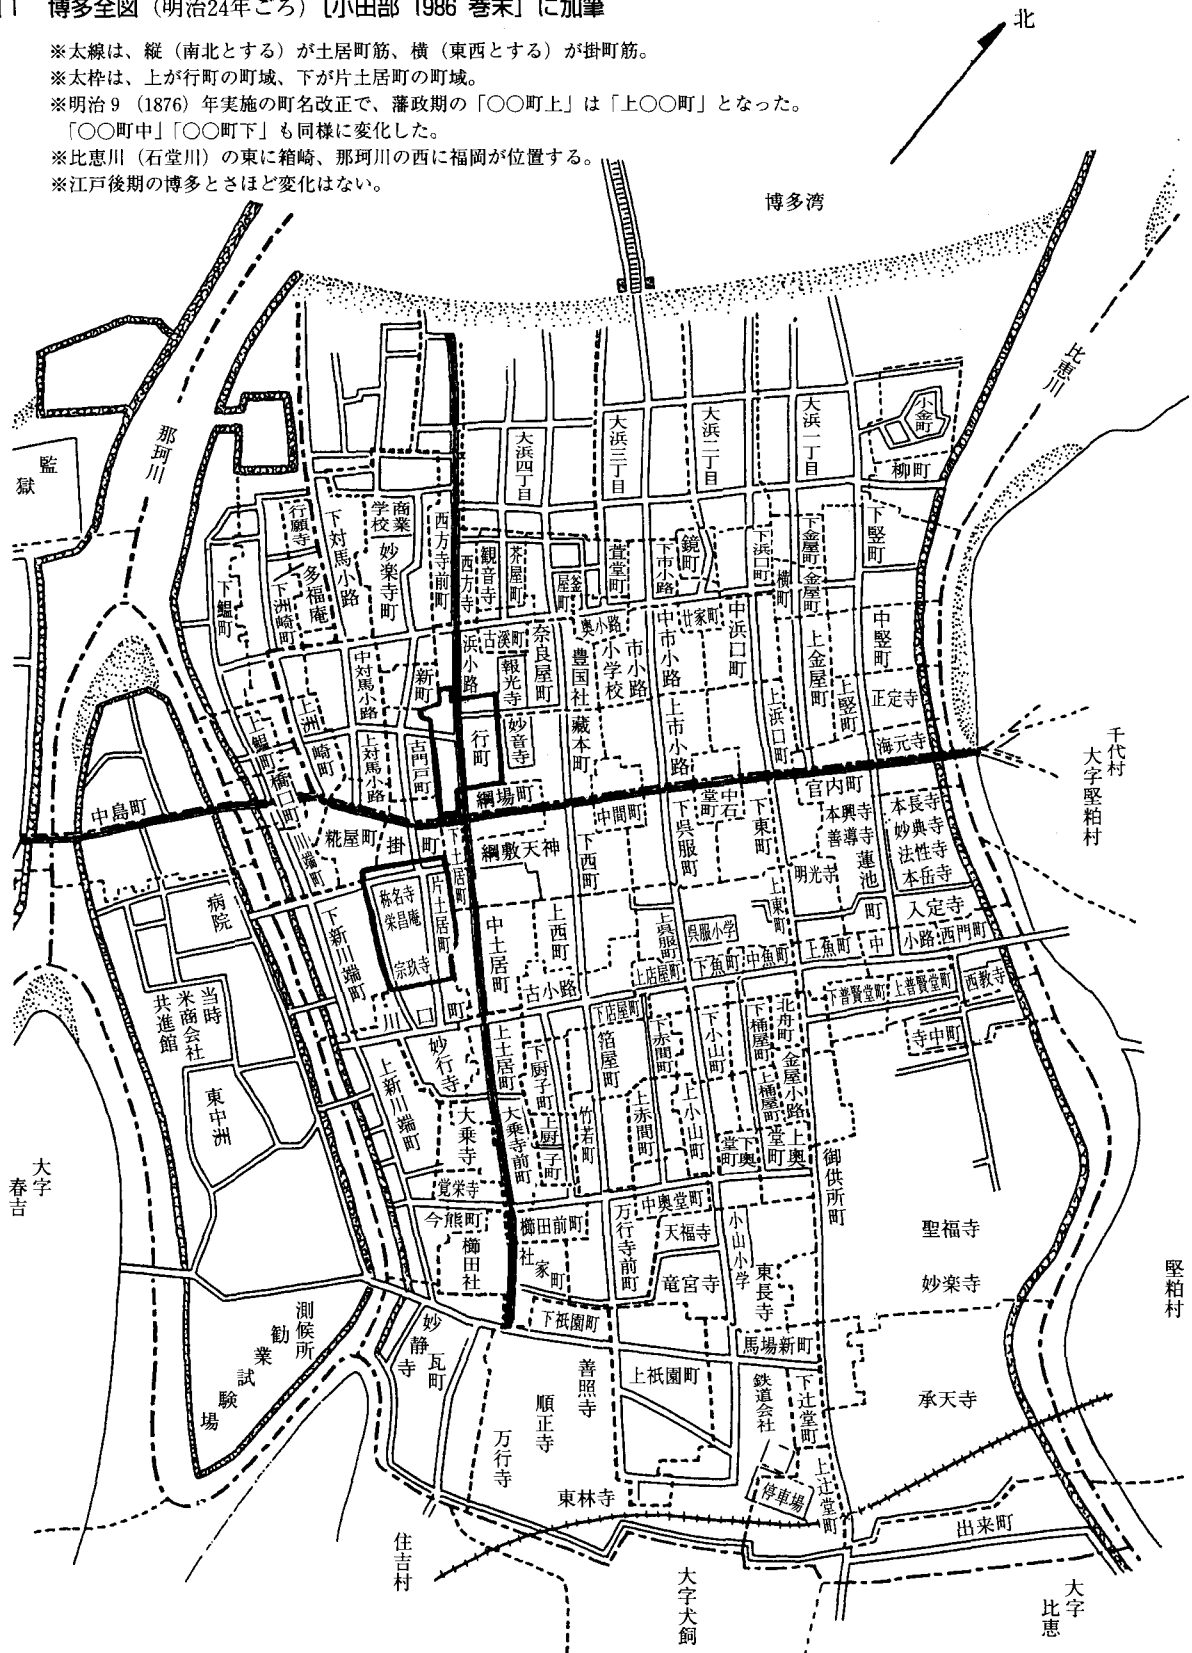 博多全図（明治24年ごろ）［小田部 1986 巻末］に加筆
※太線は、縦（南北とする）が土居町筋、横（東西とする）が掛町筋。
※太枠は、上が行町の町域、下が片土居町の町域。
※明治9（1876）年実施の町名改正で、藩政期の「○○町上」は「上○○町」となった。
「○○町中」「○○町下」も同様に変化した。
※比恵川（石堂川）の東に箱崎、那珂川の西に福岡が位置する。
※江戸後期の博多とさほど変化はない。
北
博多湾
比恵川
那珂川
監獄
小金町
柳町
大浜一丁目
大浜二丁目
大浜三丁目
大浜四丁目
行願寺
下対馬小路
商業学校
妙楽寺町
西方寺前町
西方寺
観音寺
芥屋町
釜屋町
萱堂町
下市小路
鏡町
下浜口町
横町
下金屋町
金屋町
下竪町
下鰮町
下洲崎町
多福庵
中対馬小路
新町
浜小路
古渓町
報光寺
奈良屋町
奥小路
豊国社
小学校
市小路
中市小路
廿家町
中浜口町
上金屋町
中竪町
上竪町
正定寺
海元寺
上鰮町
上洲崎町
上対馬小路
古門戸町
行町
妙音寺
蔵本町
上市小路
上浜口町
官内町
千代村
大字堅粕村
中島町
橋口町
川端町
糀屋町
掛町
綱場町
下土居町
綱敷天神
中間町
下西町
下呉服町
中石堂町
下東町
本興寺
善導寺
明光寺
蓮池町
本長寺
妙典寺
法性寺
本岳寺
入定寺
病院
称名寺
栄昌庵
宗玖寺
片土居町
下新川端町
中土居町
上西町
上呉服町
呉服小学
上東町
上魚町
中小路
西門町
下魚町
中魚町
上店屋町
古小路
下店屋町
川口町
当時米商会社
共進館
東中洲
妙行寺
上新川端町
上土居町
下厨子町
箔屋町
下赤間町
下小山町
下桶屋町
北舟町
金屋小路
下普賢堂町
上普賢堂町
西教寺
寺中町
大乗寺
大乗寺前町
上厨子町
竹若町
上赤間町
上小山町
上桶屋町
下奥堂町
上奥堂町
御供所町
覚栄寺
今熊町
櫛田社
櫛田前町
社家町
万行寺前町
中奥堂町
天福寺
小山小学
東長寺
竜宮寺
聖福寺
妙楽寺
大字春吉
堅粕村
測候所
勧業試験場
妙静寺
瓦町
下祇園町
上祇園町
馬場新町
善照寺
順正寺
万行寺
東林寺
鉄道会社
下辻堂町
上辻堂町
停車場
承天寺
出来町
住吉村
大字犬飼
大字比恵